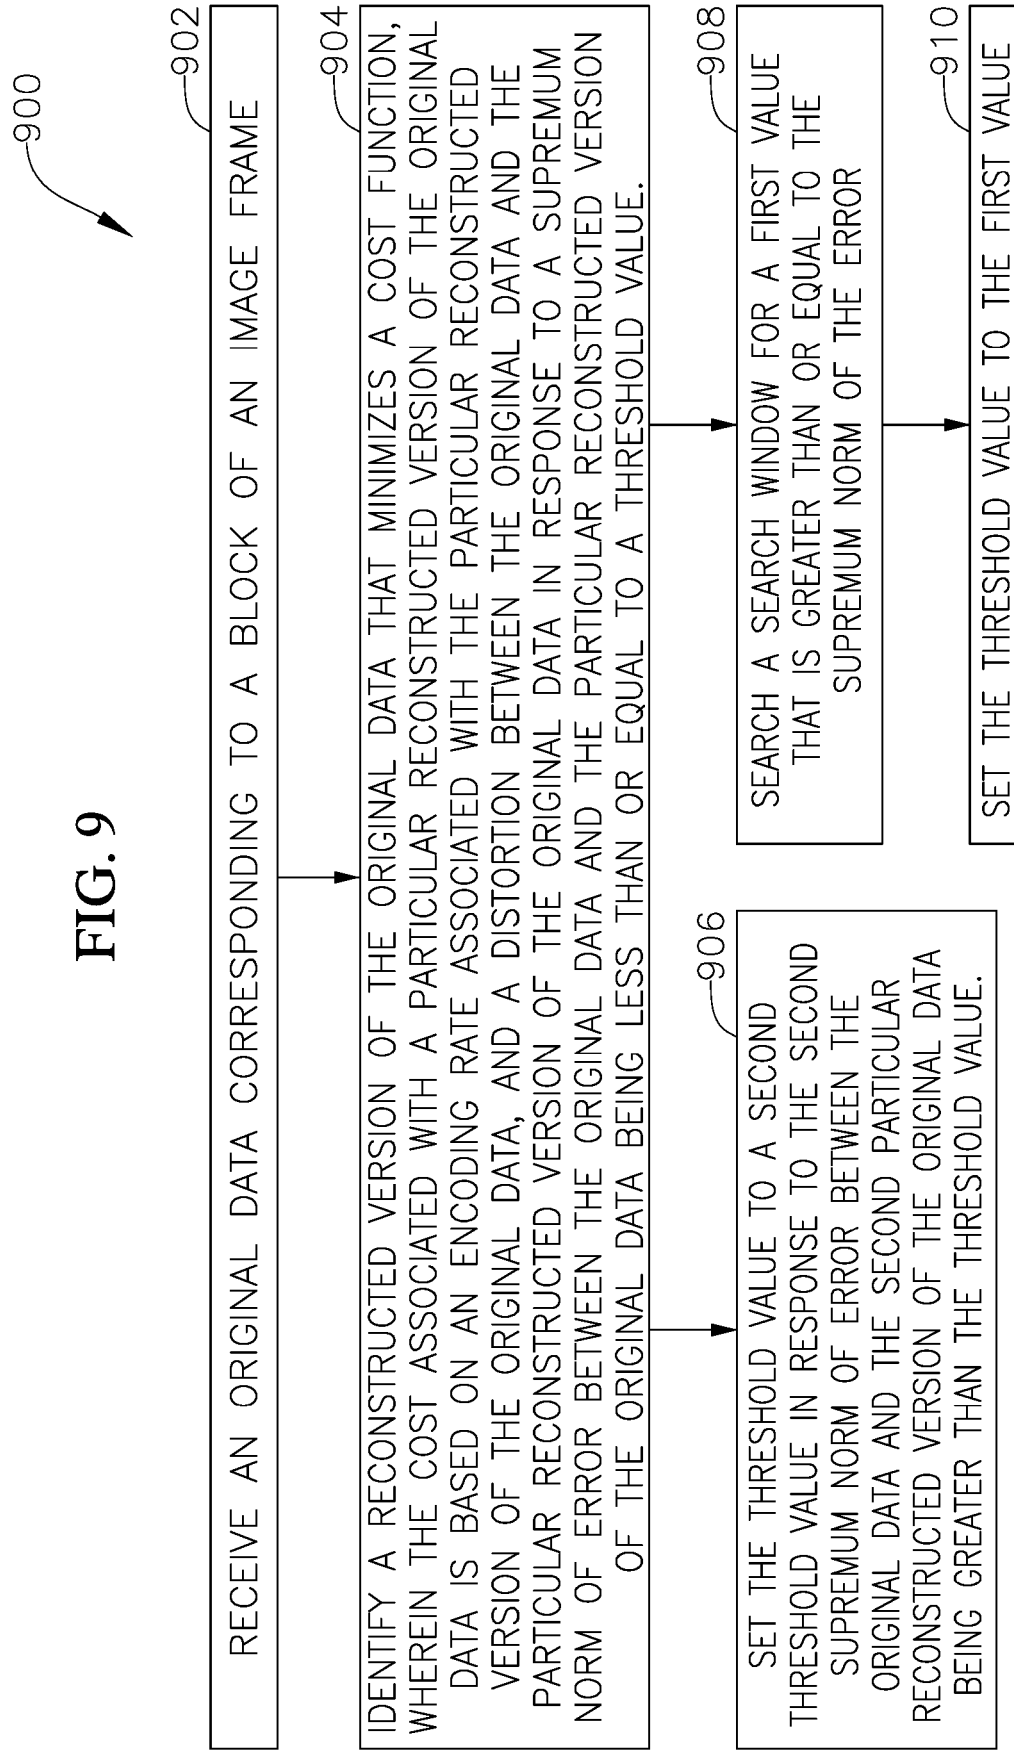 FIG. 9
900
902
RECEIVE AN ORIGINAL DATA CORRESPONDING TO A BLOCK OF AN IMAGE FRAME
904
IDENTIFY A RECONSTRUCTED VERSION OF THE ORIGINAL DATA THAT MINIMIZES A COST FUNCTION,
WHEREIN THE COST ASSOCIATED WITH A PARTICULAR RECONSTRUCTED VERSION OF THE ORIGINAL
DATA IS BASED ON AN ENCODING RATE ASSOCIATED WITH THE PARTICULAR RECONSTRUCTED
VERSION OF THE ORIGINAL DATA, AND A DISTORTION BETWEEN THE ORIGINAL DATA AND THE
PARTICULAR RECONSTRUCTED VERSION OF THE ORIGINAL DATA IN RESPONSE TO A SUPREMUM
NORM OF ERROR BETWEEN THE ORIGINAL DATA AND THE PARTICULAR RECONSTRUCTED VERSION
OF THE ORIGINAL DATA BEING LESS THAN OR EQUAL TO A THRESHOLD VALUE.
906
SET THE THRESHOLD VALUE TO A SECOND
THRESHOLD VALUE IN RESPONSE TO THE SECOND
SUPREMUM NORM OF ERROR BETWEEN THE
ORIGINAL DATA AND THE SECOND PARTICULAR
RECONSTRUCTED VERSION OF THE ORIGINAL DATA
BEING GREATER THAN THE THRESHOLD VALUE.
908
SEARCH A SEARCH WINDOW FOR A FIRST VALUE
THAT IS GREATER THAN OR EQUAL TO THE
SUPREMUM NORM OF THE ERROR
910
SET THE THRESHOLD VALUE TO THE FIRST VALUE